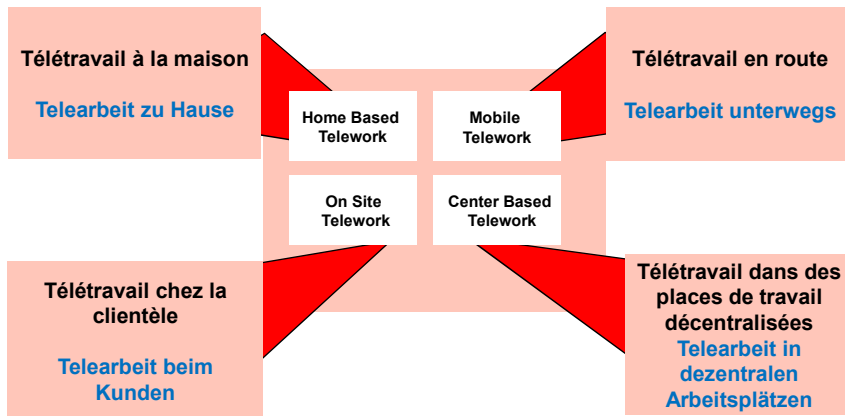 Télétravail à la maison
Telearbeit zu Hause
Télétravail en route
Telearbeit unterwegs
Home Based
Telework
Mobile
Telework
On Site
Telework
Center Based
Telework
Télétravail chez la
clientèle
Telearbeit beim
Kunden
Télétravail dans des
places de travail
décentralisées
Telearbeit in
dezentralen
Arbeitsplätzen